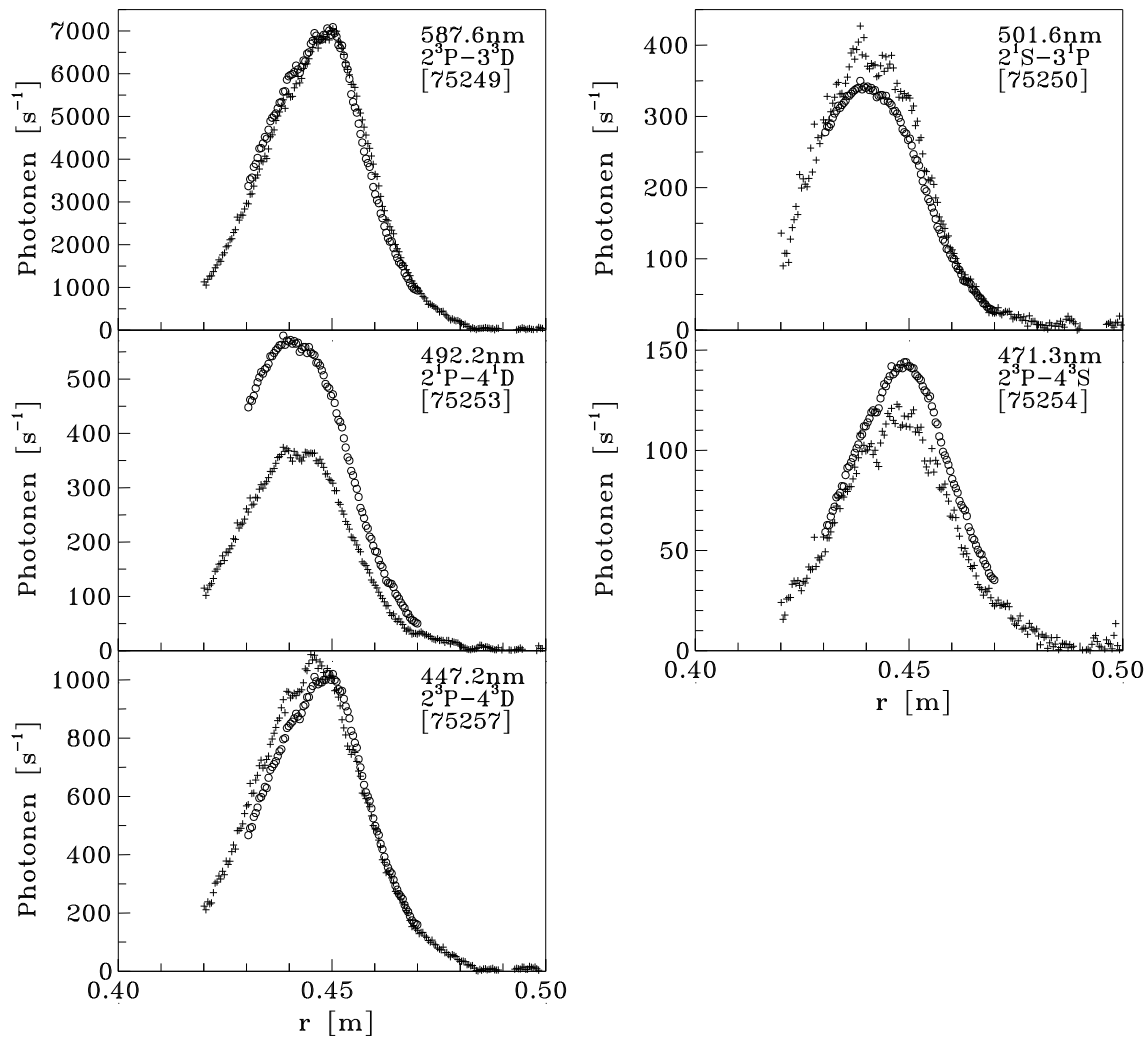 7000
6000
5000
4000
3000
2000
1000
0
Photonen [s⁻¹]
587.6nm
2³P−3³D
[75249]
400
300
200
100
0
Photonen [s⁻¹]
501.6nm
2¹S−3¹P
[75250]
500
400
300
200
100
0
Photonen [s⁻¹]
492.2nm
2¹P−4¹D
[75253]
150
100
50
0
Photonen [s⁻¹]
471.3nm
2³P−4³S
[75254]
0.40 0.45 0.50
r [m]
1000
800
600
400
200
0
Photonen [s⁻¹]
447.2nm
2³P−4³D
[75257]
0.40 0.45 0.50
r [m]